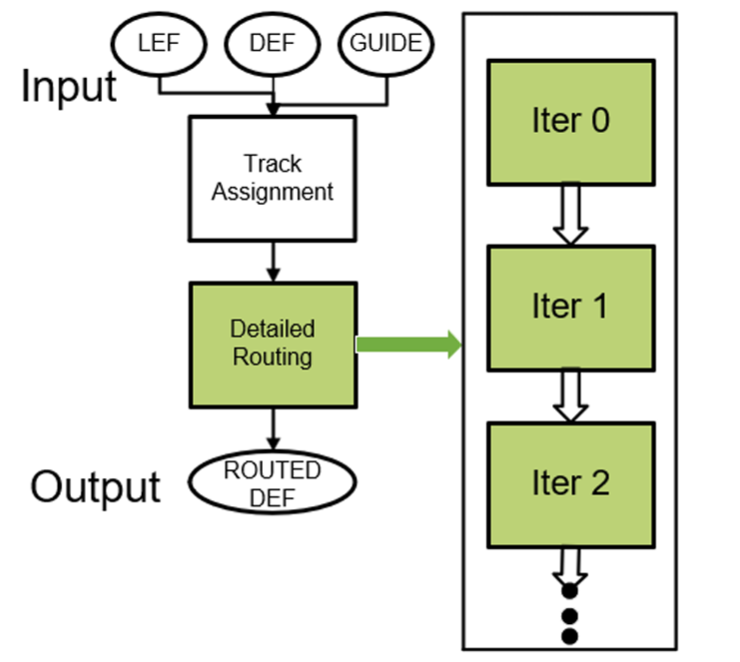 LEF
DEF
GUIDE
Input
Track
Assignment
Detailed
Routing
Output
ROUTED
DEF
Iter 0
Iter 1
Iter 2